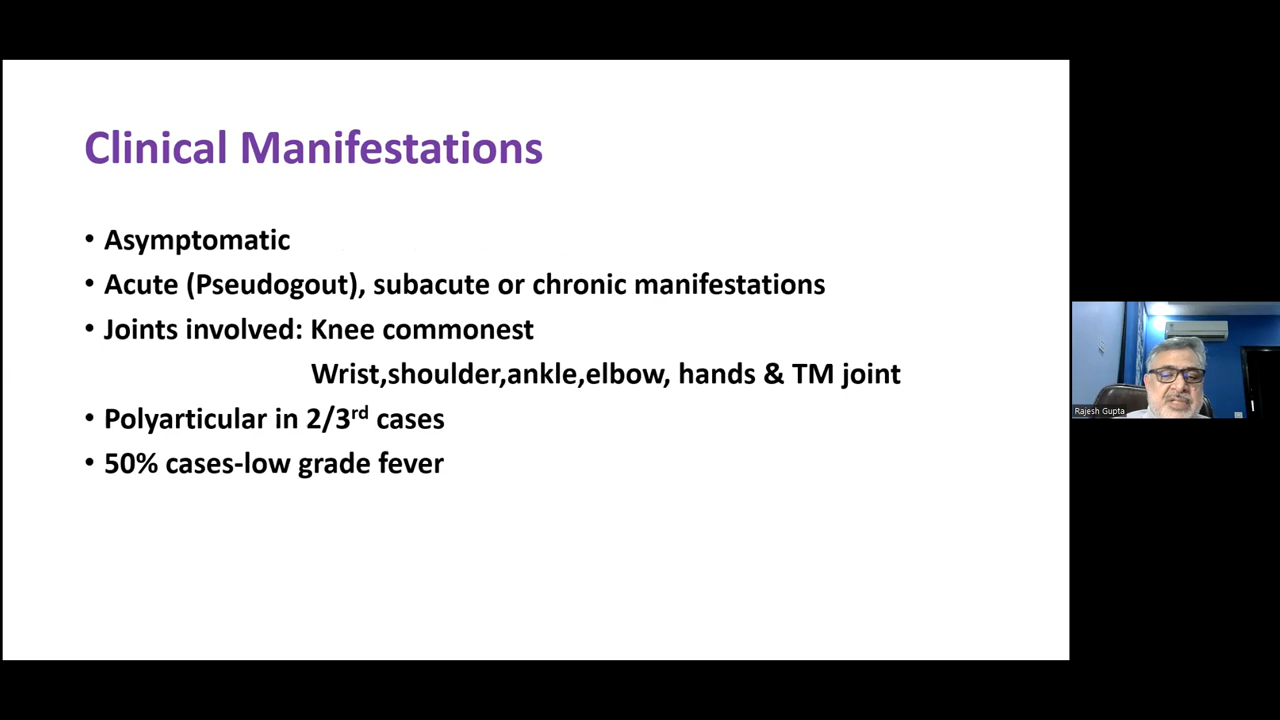 Clinical Manifestations
• Asymptomatic
• Acute (Pseudogout), subacute or chronic manifestations
• Joints involved: Knee commonest
Wrist,shoulder,ankle,elbow, hands & TM joint
• Polyarticular in 2/3rd cases
• 50% cases-low grade fever
Rajesh Gupta